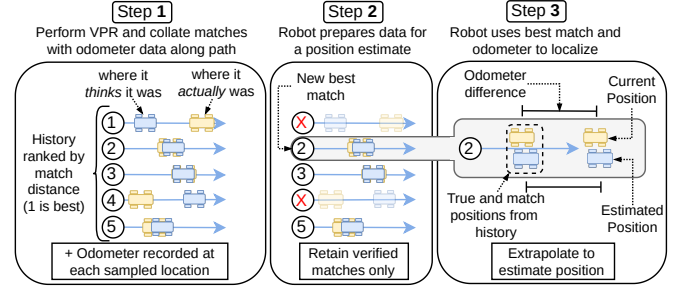 Step 1
Perform VPR and collate matches
with odometer data along path
where it
thinks it was
where it
actually was
History
ranked by
match
distance
(1 is best)
1
2
3
4
5
+ Odometer recorded at
each sampled location
Step 2
Robot prepares data for
a position estimate
New best
match
X
2
3
X
5
Retain verified
matches only
Step 3
Robot uses best match and
odometer to localize
Odometer
difference
Current
Position
2
True and match
positions from
history
Estimated
Position
Extrapolate to
estimate position